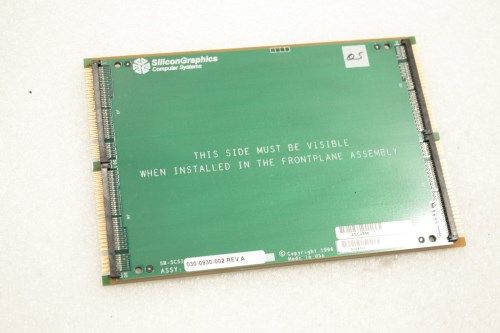 SiliconGraphics
Computer Systems
QS
THIS SIDE MUST BE VISIBLE
WHEN INSTALLED IN THE FRONTPLANE ASSEMBLY
© Copyright 1996
Made in USA
ASSY: 030-0930-002 REV A